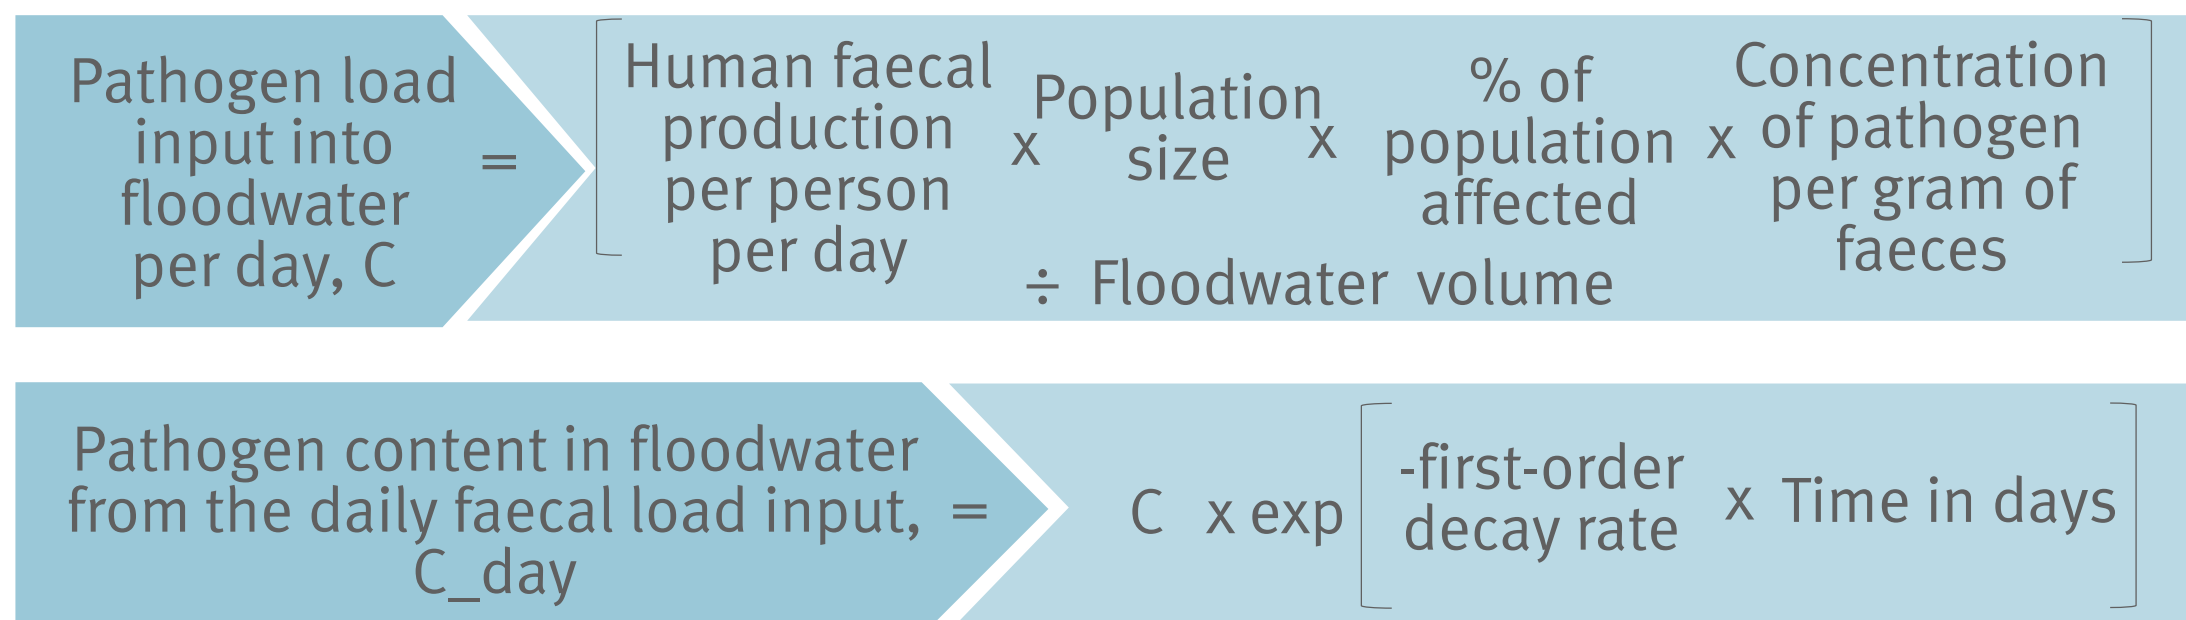 Pathogen load
input into
floodwater
per day, C
=
Human faecal
production
per person
per day
x
Population
size
x
% of
population
affected
x
Concentration
of pathogen
per gram of
faeces
÷ Floodwater volume
Pathogen content in floodwater
from the daily faecal load input,
C_day
=
C x exp
-first-order
decay rate
x Time in days